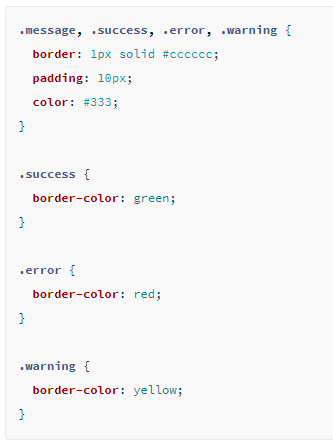 .message, .success, .error, .warning {
  border: 1px solid #cccccc;
  padding: 10px;
  color: #333;
}

.success {
  border-color: green;
}

.error {
  border-color: red;
}

.warning {
  border-color: yellow;
}